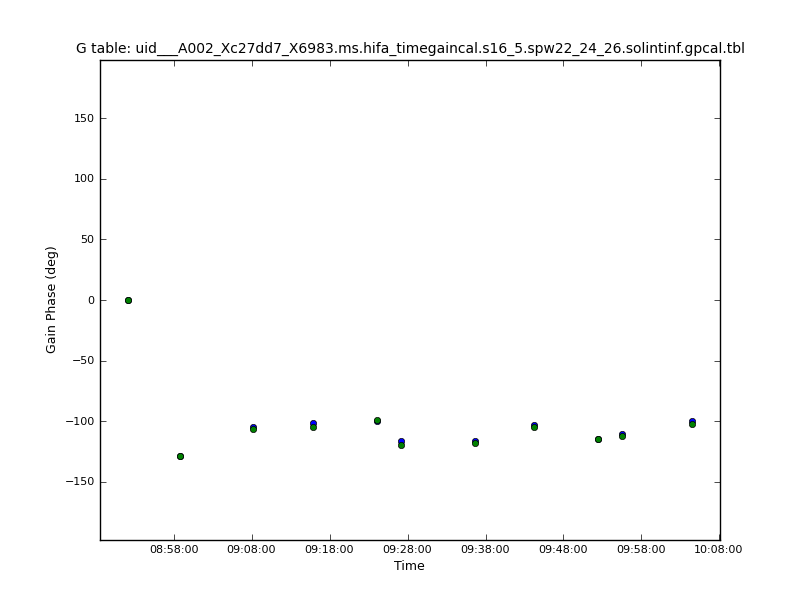 G table: uid___A002_Xc27dd7_X6983.ms.hifa_timegaincal.s16_5.spw22_24_26.solintinf.gpcal.tbl
150
100
50
0
−50
−100
−150
Gain Phase (deg)
08:58:00 09:08:00 09:18:00 09:28:00 09:38:00 09:48:00 09:58:00 10:08:00
Time